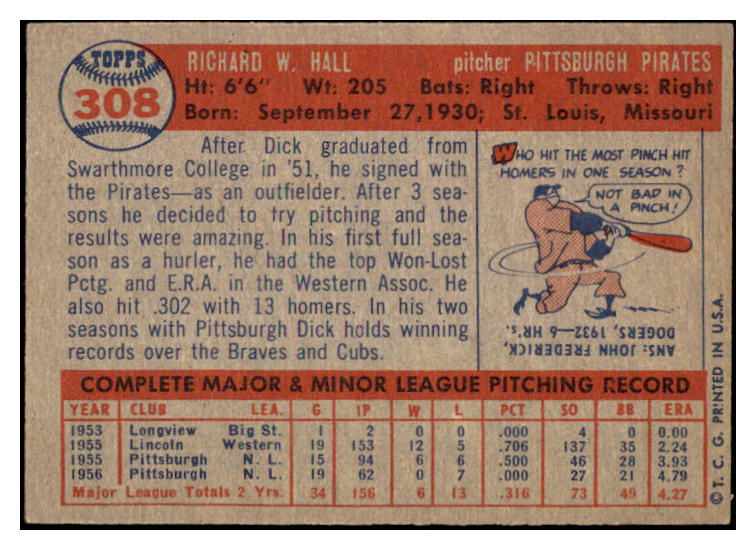 TOPPS
308
RICHARD W. HALL pitcher PITTSBURGH PIRATES
Ht: 6'6" Wt: 205 Bats: Right Throws: Right
Born: September 27,1930; St. Louis, Missouri
After Dick graduated from
Swarthmore College in '51, he signed with
the Pirates—as an outfielder. After 3 sea-
sons he decided to try pitching and the
results were amazing. In his first full sea-
son as a hurler, he had the top Won-Lost
Pctg. and E.R.A. in the Western Assoc. He
also hit .302 with 13 homers. In his two
seasons with Pittsburgh Dick holds winning
records over the Braves and Cubs.
WHO HIT THE MOST PINCH HIT
HOMERS IN ONE SEASON?
NOT BAD IN
A PINCH!
ANS: JOHN FREDERICK,
DOGERS, 1932—6 HR's.
COMPLETE MAJOR & MINOR LEAGUE PITCHING RECORD
YEAR CLUB LEA. G IP W L PCT SO BB ERA
1953 Longview Big St. 1 2 0 0 .000 4 0 0.00
1955 Lincoln Western 19 153 12 5 .706 137 35 2.24
1955 Pittsburgh N. L. 15 94 6 6 .500 46 28 3.93
1956 Pittsburgh N. L. 19 62 0 7 .000 27 21 4.79
Major League Totals 2 Yrs. 34 156 6 13 .316 73 49 4.27
© T. C. G. PRINTED IN U.S.A.